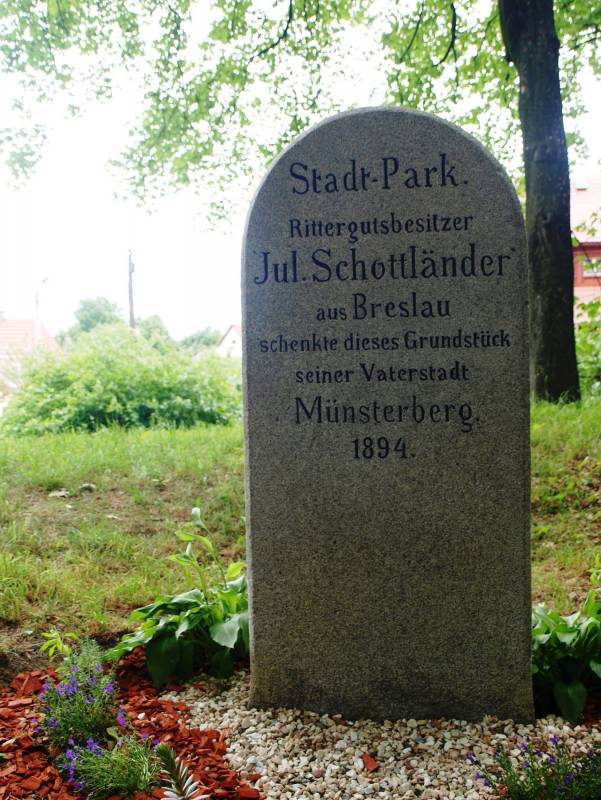 Stadt-Park.
Rittergutsbesitzer
Jul. Schottländer
aus Breslau
schenkte dieses Grundstück
seiner Vaterstadt
Münsterberg.
1894.